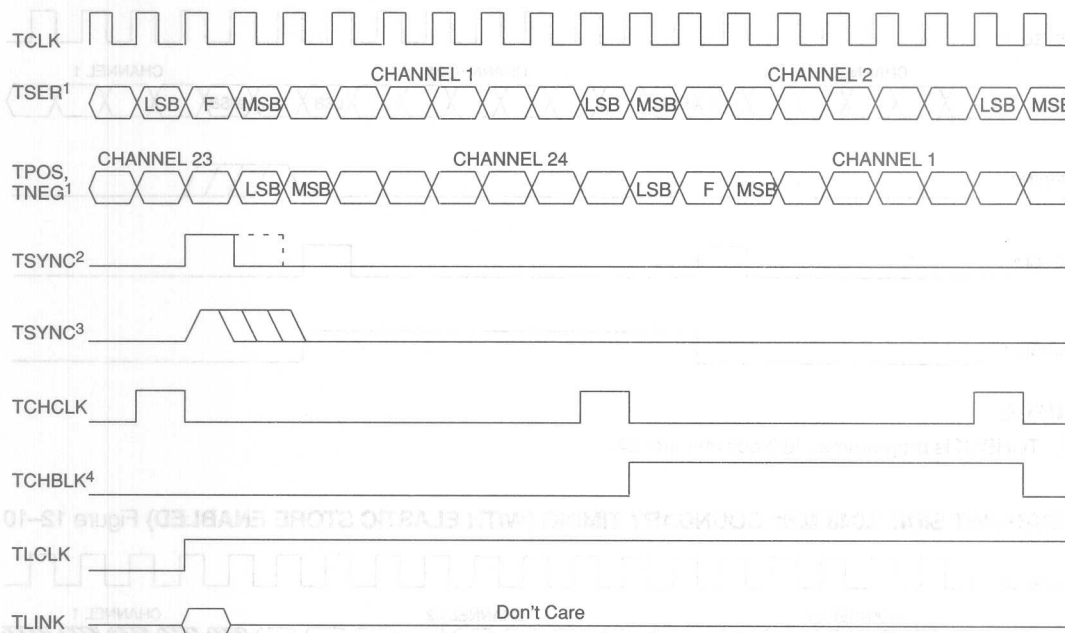 TCLK
CHANNEL 1 CHANNEL 2
TSER1 LSB F MSB LSB MSB LSB MSB
CHANNEL 23 CHANNEL 24 CHANNEL 1
TPOS,
TNEG1 LSB MSB LSB F MSB
TSYNC2
TSYNC3
TCHCLK
TCHBLK4
TLCLK
TLINK Don't Care